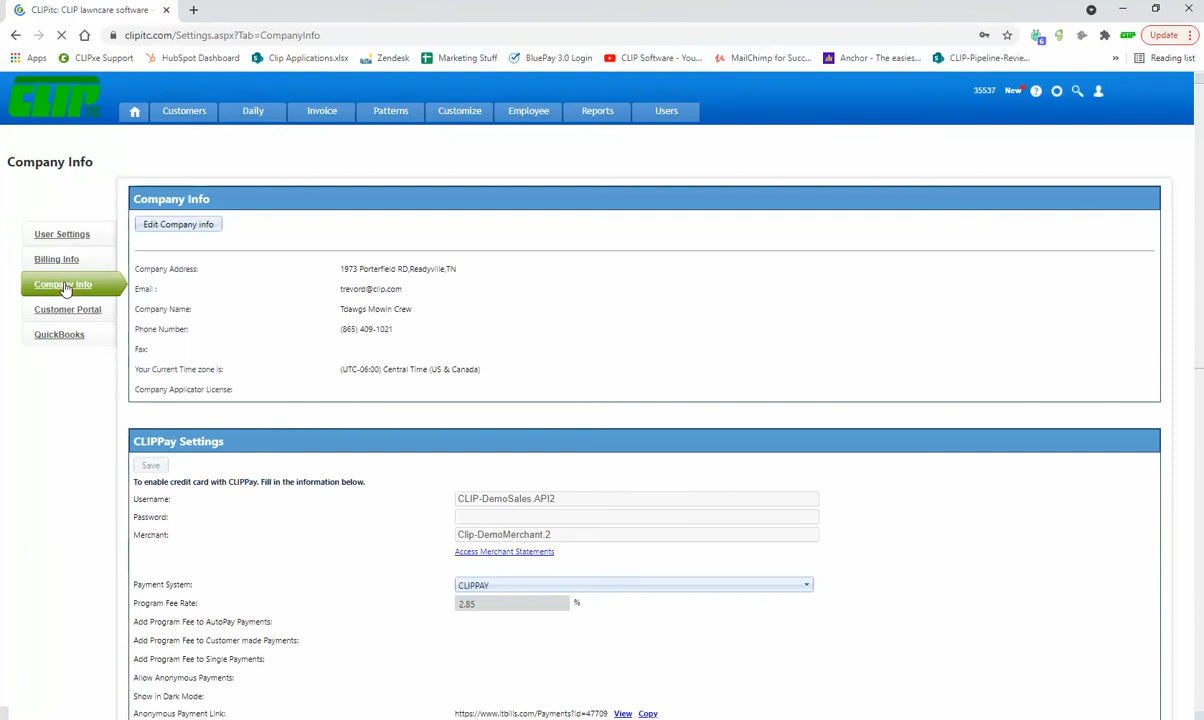 CLIPitc: CLIP lawncare software
clipitc.com/Settings.aspx?Tab=CompanyInfo
Update
Apps CLIPxe Support HubSpot Dashboard Clip Applications.xlsx Zendesk Marketing Stuff BluePay 3.0 Login CLIP Software - You... MailChimp for Succ... Anchor - The easies... CLIP-Pipeline-Revie... » Reading list
CLIP
35537 New ?
Customers Daily Invoice Patterns Customize Employee Reports Users
Company Info
User Settings
Billing Info
Company Info
Customer Portal
QuickBooks
Company Info
Edit Company info
Company Address: 1973 Porterfield RD,Readyville,TN
Email : trevord@clip.com
Company Name: Tdawgs Mowin Crew
Phone Number: (865) 409-1021
Fax:
Your Current Time zone is: (UTC-06:00) Central Time (US & Canada)
Company Applicator License:
CLIPPay Settings
Save
To enable credit card with CLIPPay. Fill in the information below.
Username: CLIP-DemoSales.API2
Password:
Merchant: Clip-DemoMerchant.2
Access Merchant Statements
Payment System: CLIPPAY
Program Fee Rate: 2.85 %
Add Program Fee to AutoPay Payments:
Add Program Fee to Customer made Payments:
Add Program Fee to Single Payments:
Allow Anonymous Payments:
Show in Dark Mode:
Anonymous Payment Link: https://www.itbills.com/Payments?id=47709 View Copy